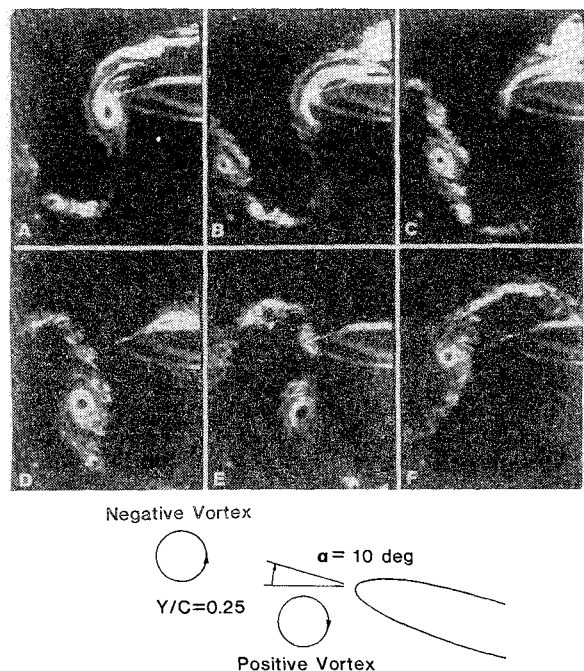 A
B
C
D
E
F
Negative Vortex
α = 10 deg
Y/C=0.25
Positive Vortex